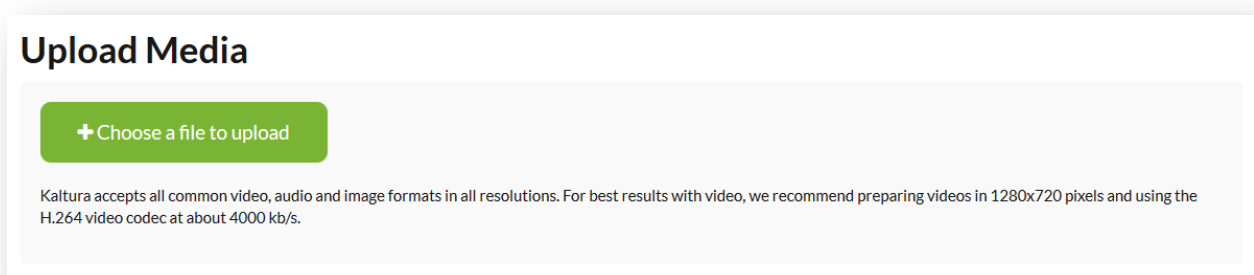 Upload Media
+ Choose a file to upload
Kaltura accepts all common video, audio and image formats in all resolutions. For best results with video, we recommend preparing videos in 1280x720 pixels and using the
H.264 video codec at about 4000 kb/s.